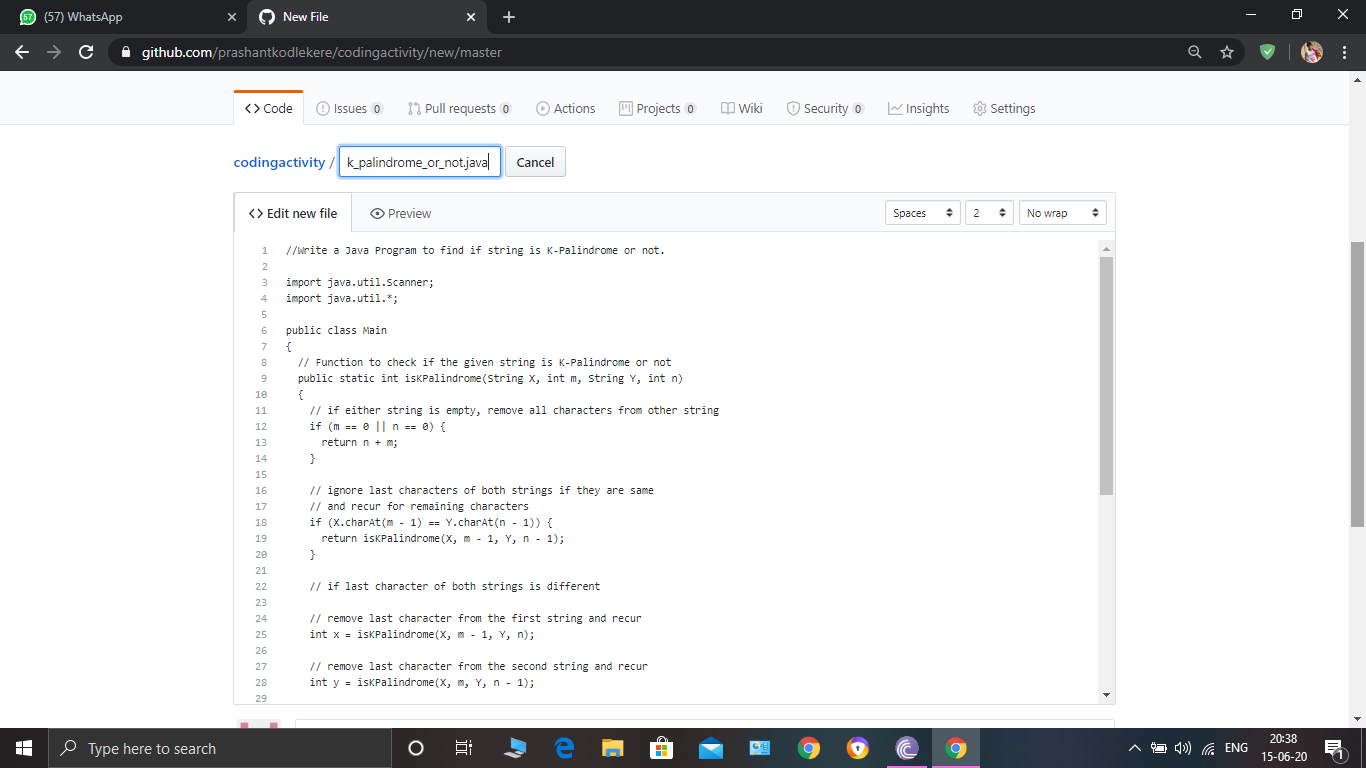 (57) WhatsApp
New File
github.com/prashantkodlekere/codingactivity/new/master
Code
Issues 0
Pull requests 0
Actions
Projects 0
Wiki
Security 0
Insights
Settings
codingactivity / k_palindrome_or_not.java Cancel
Edit new file
Preview
Spaces
2
No wrap
1 //Write a Java Program to find if string is K-Palindrome or not.
2
3 import java.util.Scanner;
4 import java.util.*;
5
6 public class Main
7 {
8 // Function to check if the given string is K-Palindrome or not
9 public static int isKPalindrome(String X, int m, String Y, int n)
10 {
11 // if either string is empty, remove all characters from other string
12 if (m == 0 || n == 0) {
13 return n + m;
14 }
15
16 // ignore last characters of both strings if they are same
17 // and recur for remaining characters
18 if (X.charAt(m - 1) == Y.charAt(n - 1)) {
19 return isKPalindrome(X, m - 1, Y, n - 1);
20 }
21
22 // if last character of both strings is different
23
24 // remove last character from the first string and recur
25 int x = isKPalindrome(X, m - 1, Y, n);
26
27 // remove last character from the second string and recur
28 int y = isKPalindrome(X, m, Y, n - 1);
29
Type here to search
ENG
20:38
15-06-20
1